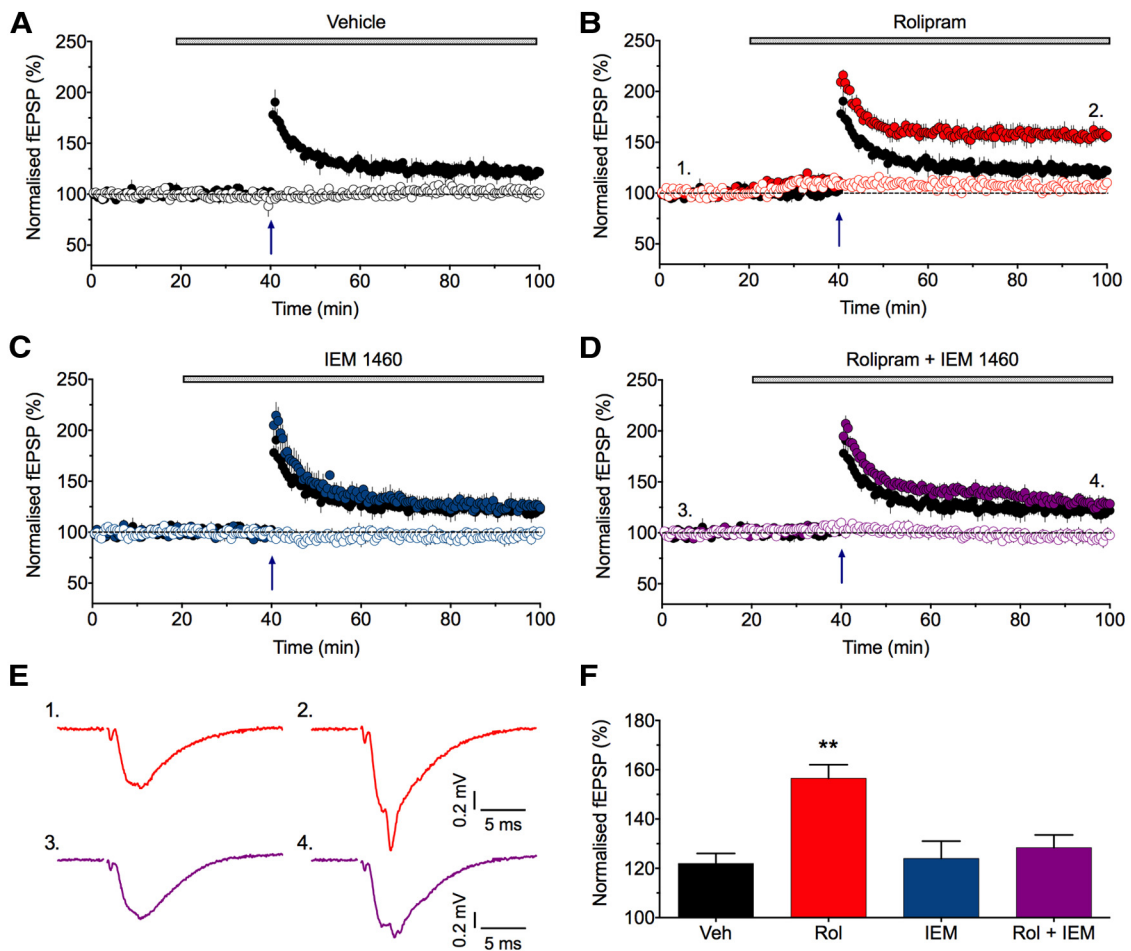 A
Vehicle
250
200
150
100
50
Normalised fEPSP (%)
0 20 40 60 80 100
Time (min)
B
Rolipram
250
200
150
100
50
Normalised fEPSP (%)
1.
2.
0 20 40 60 80 100
Time (min)
C
IEM 1460
250
200
150
100
50
Normalised fEPSP (%)
0 20 40 60 80 100
Time (min)
D
Rolipram + IEM 1460
250
200
150
100
50
Normalised fEPSP (%)
3.
4.
0 20 40 60 80 100
Time (min)
E
1.
2.
0.2 mV
5 ms
3.
4.
0.2 mV
5 ms
F
180
160
140
120
100
Normalised fEPSP (%)
**
Veh Rol IEM Rol + IEM